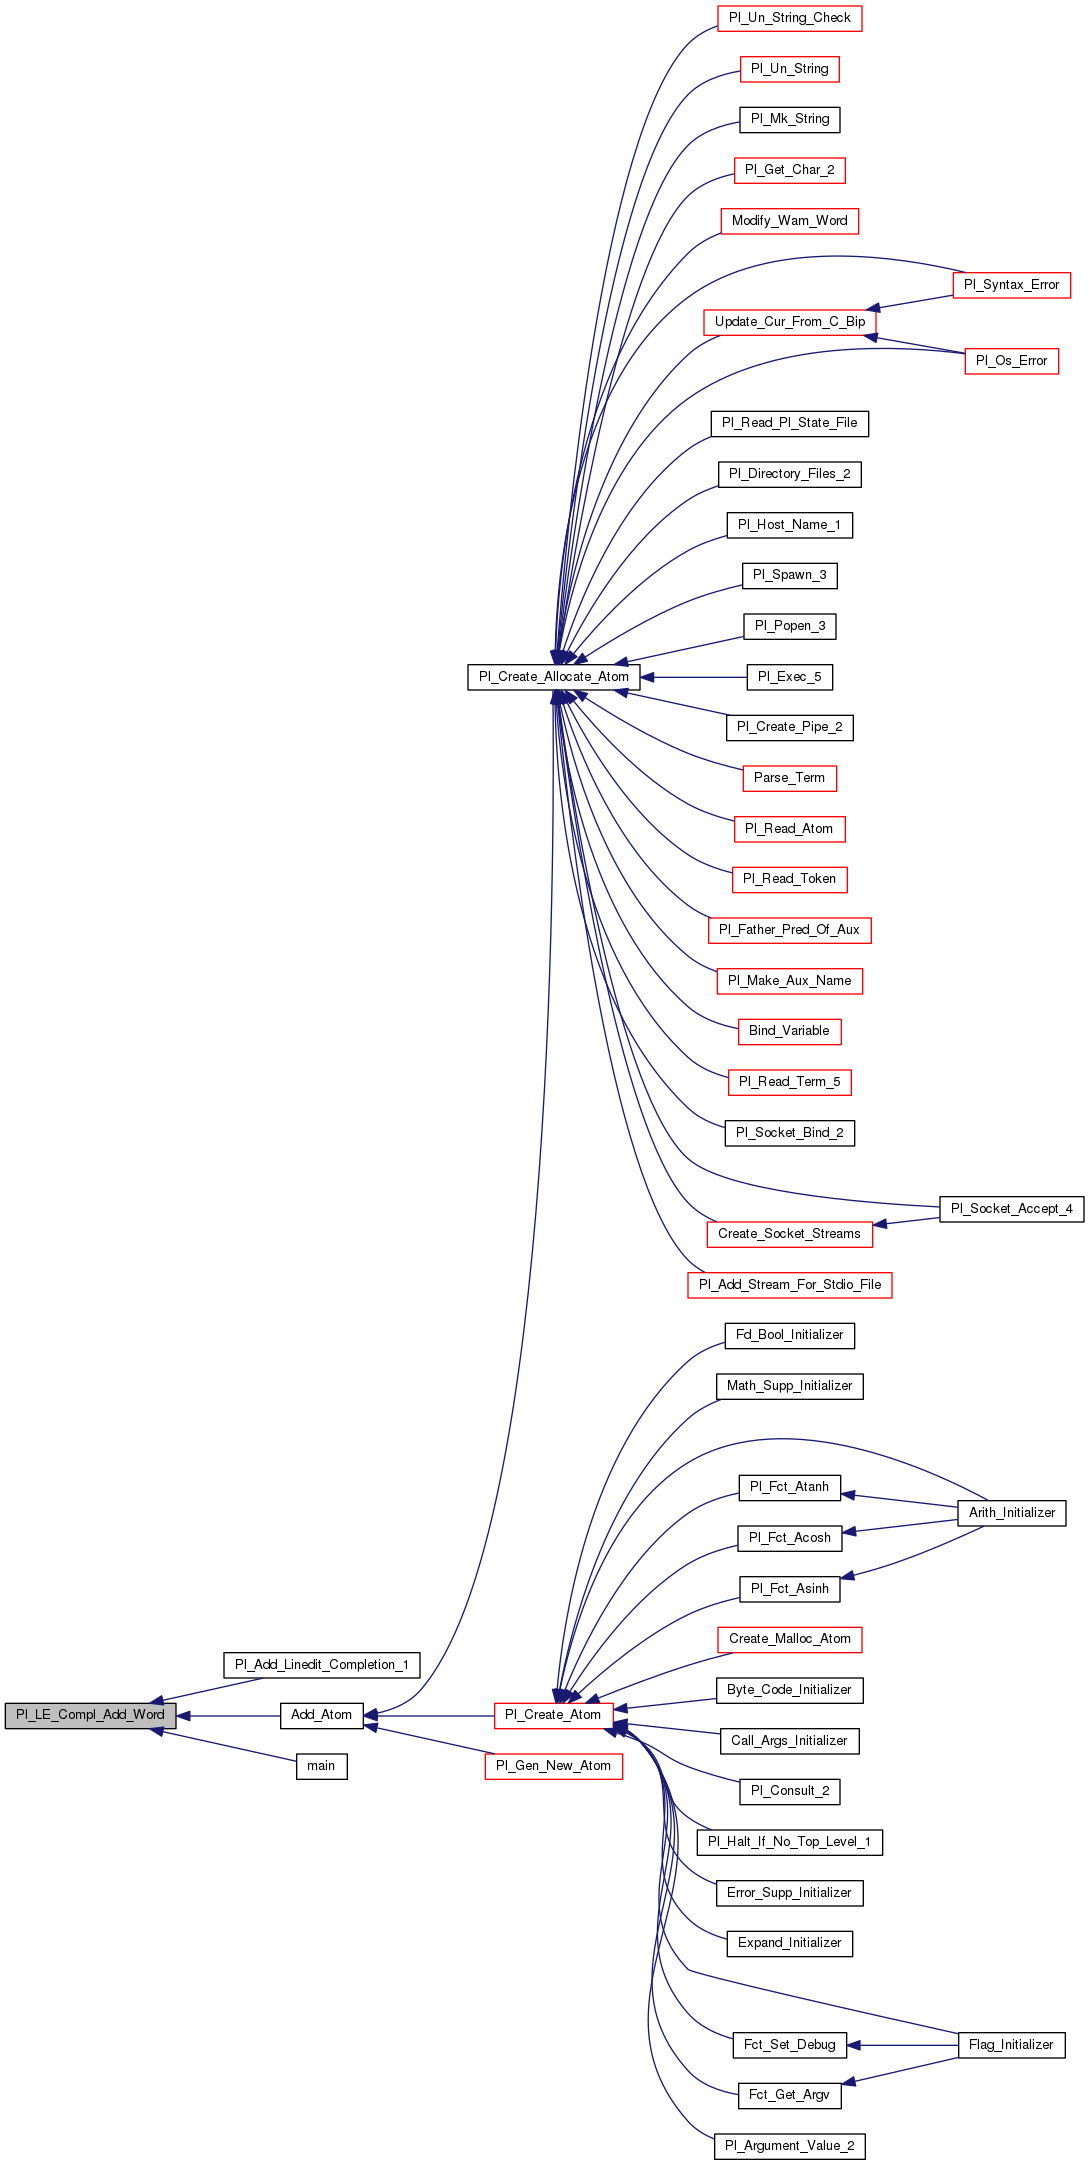 Pl_Un_String_Check
Pl_Un_String
Pl_Mk_String
Pl_Get_Char_2
Modify_Wam_Word
Pl_Syntax_Error
Update_Cur_From_C_Bip
Pl_Os_Error
Pl_Read_Pl_State_File
Pl_Directory_Files_2
Pl_Host_Name_1
Pl_Spawn_3
Pl_Popen_3
Pl_Create_Allocate_Atom
Pl_Exec_5
Pl_Create_Pipe_2
Parse_Term
Pl_Read_Atom
Pl_Read_Token
Pl_Father_Pred_Of_Aux
Pl_Make_Aux_Name
Bind_Variable
Pl_Read_Term_5
Pl_Socket_Bind_2
Pl_Socket_Accept_4
Create_Socket_Streams
Pl_Add_Stream_For_Stdio_File
Fd_Bool_Initializer
Math_Supp_Initializer
Pl_Fct_Atanh
Arith_Initializer
Pl_Fct_Acosh
Pl_Fct_Asinh
Create_Malloc_Atom
Pl_Add_Linedit_Completion_1
Byte_Code_Initializer
Pl_LE_Compl_Add_Word
Add_Atom
Pl_Create_Atom
Call_Args_Initializer
main
Pl_Gen_New_Atom
Pl_Consult_2
Pl_Halt_If_No_Top_Level_1
Error_Supp_Initializer
Expand_Initializer
Fct_Set_Debug
Flag_Initializer
Fct_Get_Argv
Pl_Argument_Value_2